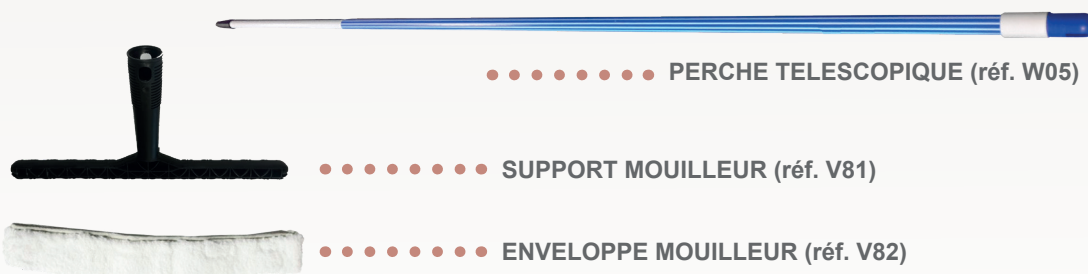 PERCHE TELESCOPIQUE (réf. W05)
SUPPORT MOUILLEUR (réf. V81)
ENVELOPPE MOUILLEUR (réf. V82)